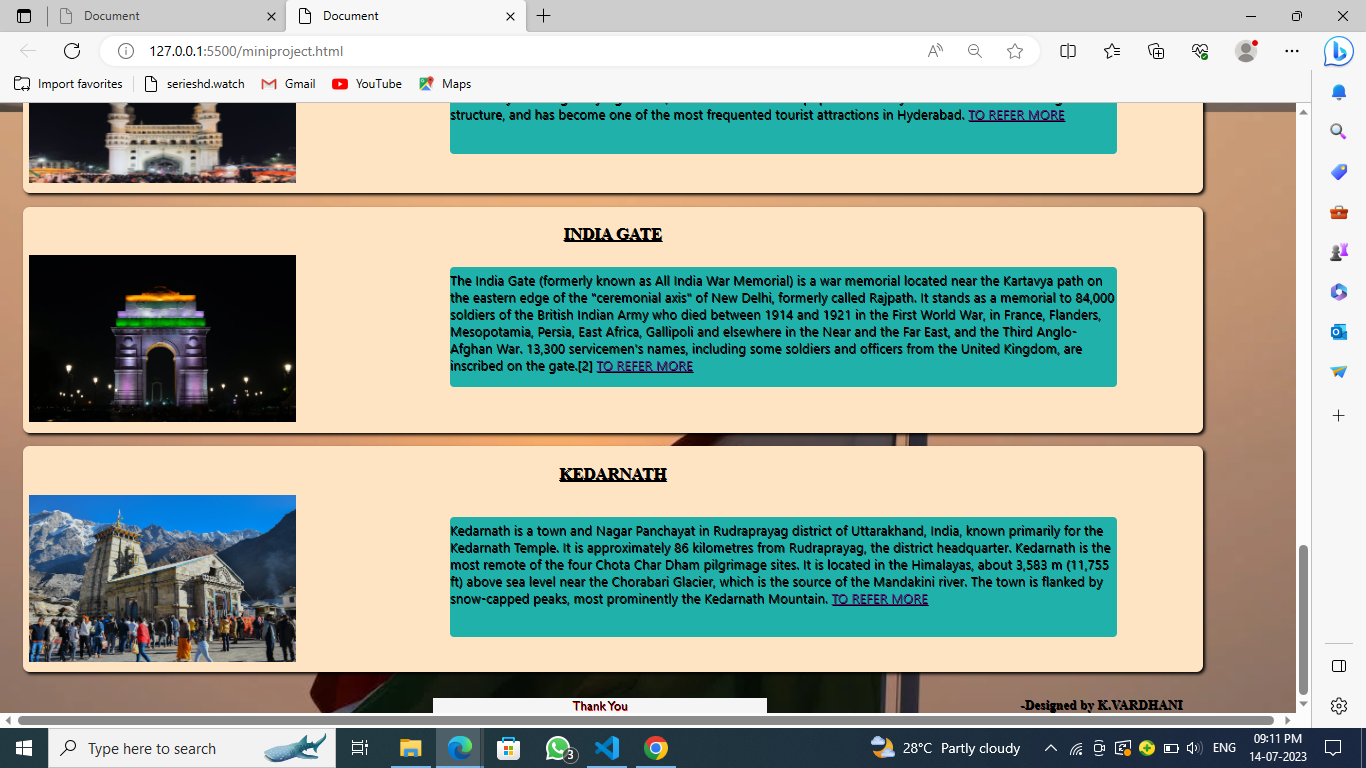 Document
Document
127.0.0.1:5500/miniproject.html
Import favorites
serieshd.watch
Gmail
YouTube
Maps
structure, and has become one of the most frequented tourist attractions in Hyderabad. TO REFER MORE
INDIA GATE
The India Gate (formerly known as All India War Memorial) is a war memorial located near the Kartavya path on
the eastern edge of the "ceremonial axis" of New Delhi, formerly called Rajpath. It stands as a memorial to 84,000
soldiers of the British Indian Army who died between 1914 and 1921 in the First World War, in France, Flanders,
Mesopotamia, Persia, East Africa, Gallipoli and elsewhere in the Near and the Far East, and the Third Anglo-
Afghan War. 13,300 servicemen's names, including some soldiers and officers from the United Kingdom, are
inscribed on the gate.[2] TO REFER MORE
KEDARNATH
Kedarnath is a town and Nagar Panchayat in Rudraprayag district of Uttarakhand, India, known primarily for the
Kedarnath Temple. It is approximately 86 kilometres from Rudraprayag, the district headquarter. Kedarnath is the
most remote of the four Chota Char Dham pilgrimage sites. It is located in the Himalayas, about 3,583 m (11,755
ft) above sea level near the Chorabari Glacier, which is the source of the Mandakini river. The town is flanked by
snow-capped peaks, most prominently the Kedarnath Mountain. TO REFER MORE
Thank You
-Designed by K.VARDHANI
Type here to search
3
28°C Partly cloudy
ENG
09:11 PM
14-07-2023